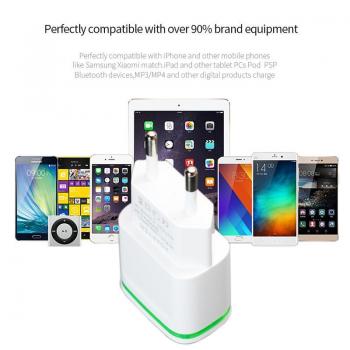 Perfectly compatible with over 90% brand equipment
Perfectly compatible with iPhone and other mobile phones
like Samsung Xiaomi match.iPad and other tablet PCs Pod PSP
Bluetooth devices,MP3/MP4 and other digital products charge